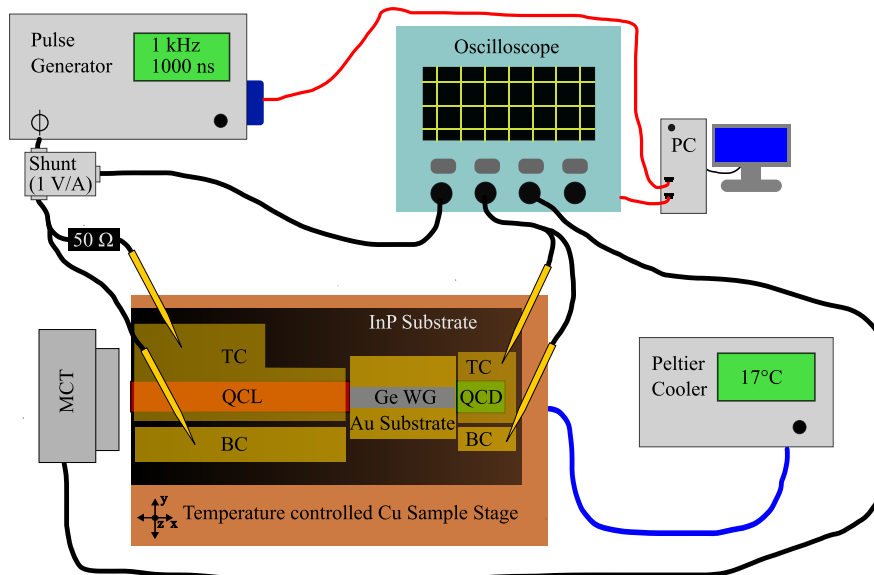 Pulse
Generator
1 kHz
1000 ns
Oscilloscope
PC
Shunt
(1 V/A)
50 Ω
InP Substrate
MCT
TC
QCL
BC
Ge WG
Au Substrate
TC
QCD
BC
Peltier
Cooler
17°C
y
z x
Temperature controlled Cu Sample Stage